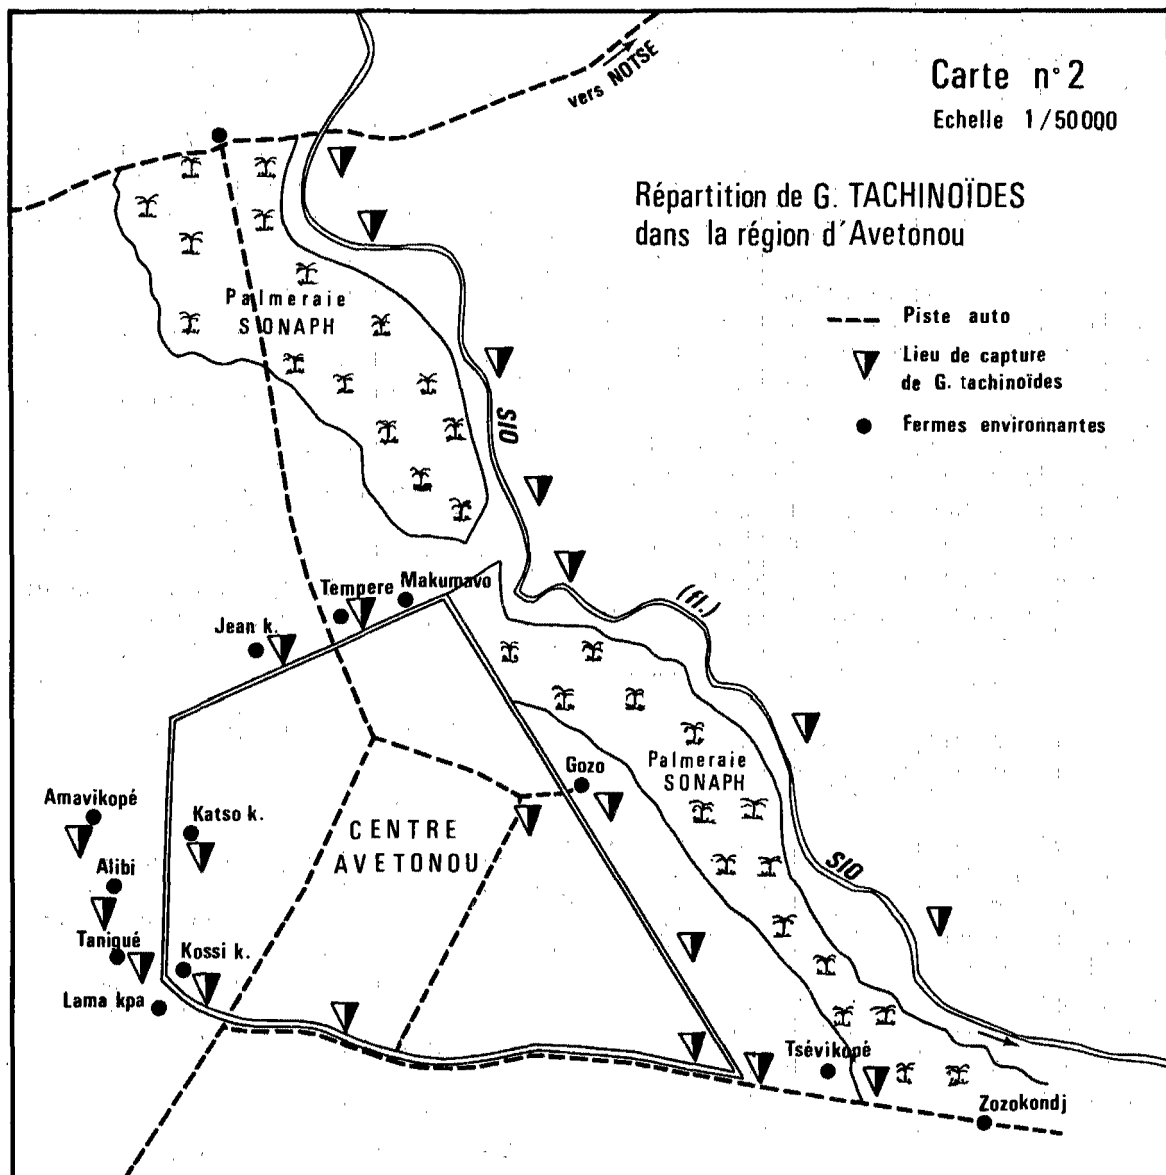 Carte n° 2
Echelle 1/50000
vers NOTSE
Répartition de G. TACHINOÏDES
dans la région d'Avetonou
Piste auto
Lieu de capture
de G. tachinoïdes
Fermes environnantes
Palmeraie
SIONAPH
SIO
(fl.)
Tempere
Makumavo
Jean k.
Gozo
Palmeraie
SONAPH
Amavikopé
Katso k.
CENTRE
AVETONOU
Alibi
SIO
Tanigué
Kossi k.
Lama kpa
Tsévikopé
Zozokondj